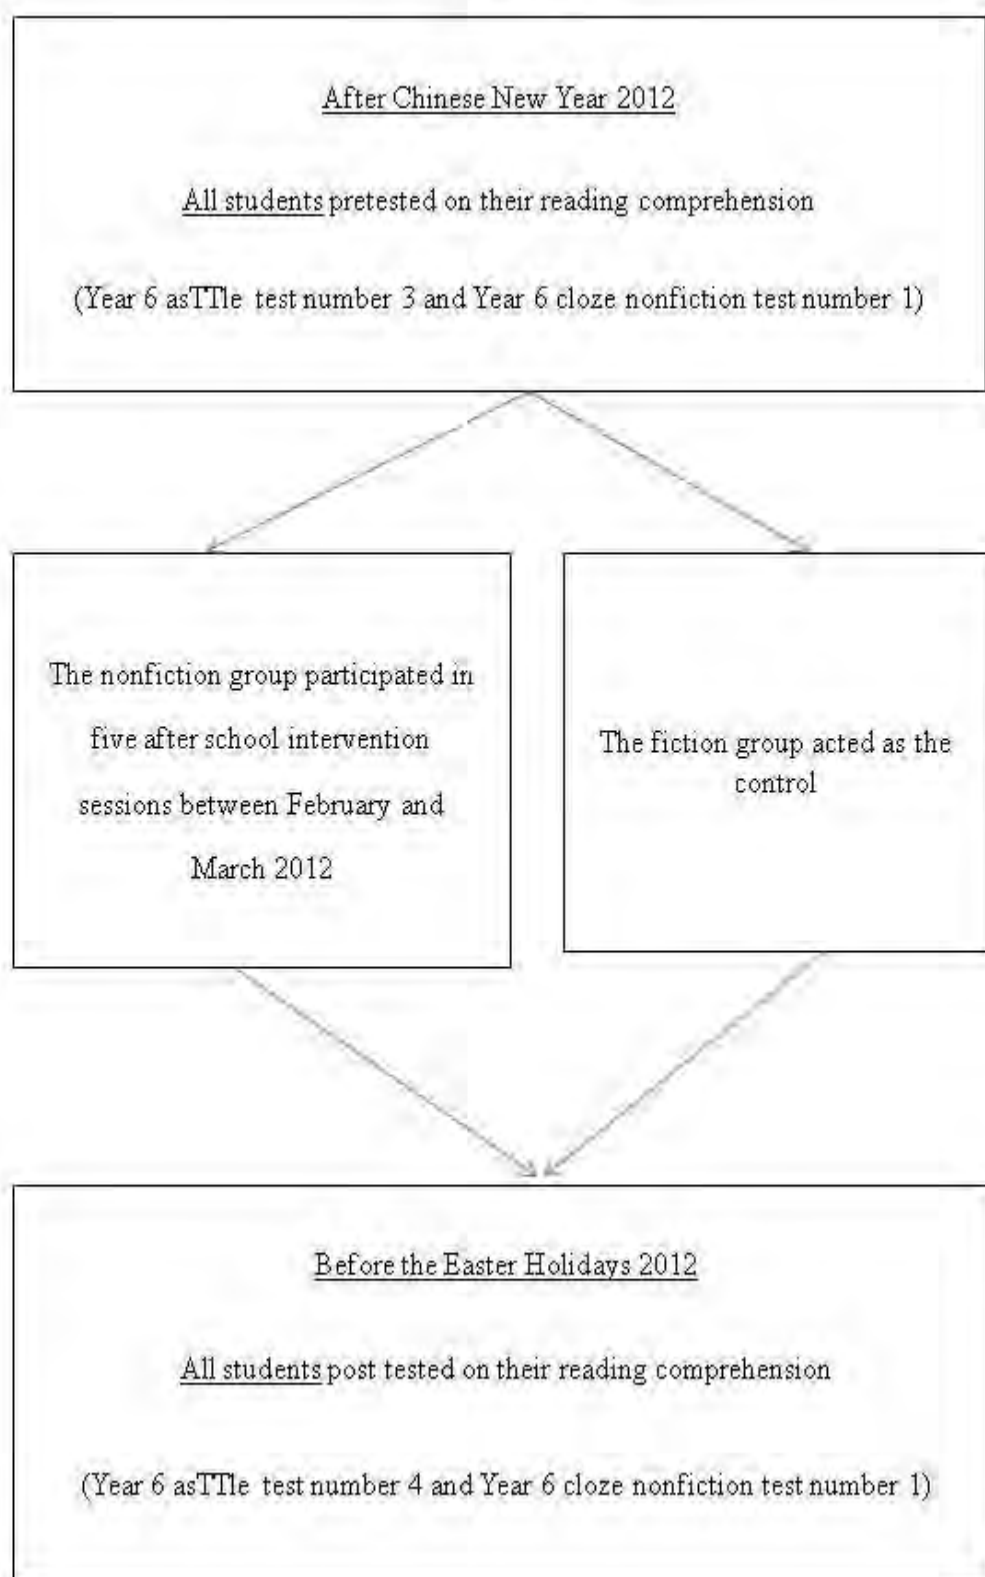 After Chinese New Year 2012
All students pretested on their reading comprehension
(Year 6 asTTle test number 3 and Year 6 cloze nonfiction test number 1)
The nonfiction group participated in
five after school intervention
sessions between February and
March 2012
The fiction group acted as the
control
Before the Easter Holidays 2012
All students post tested on their reading comprehension
(Year 6 asTTle test number 4 and Year 6 cloze nonfiction test number 1)